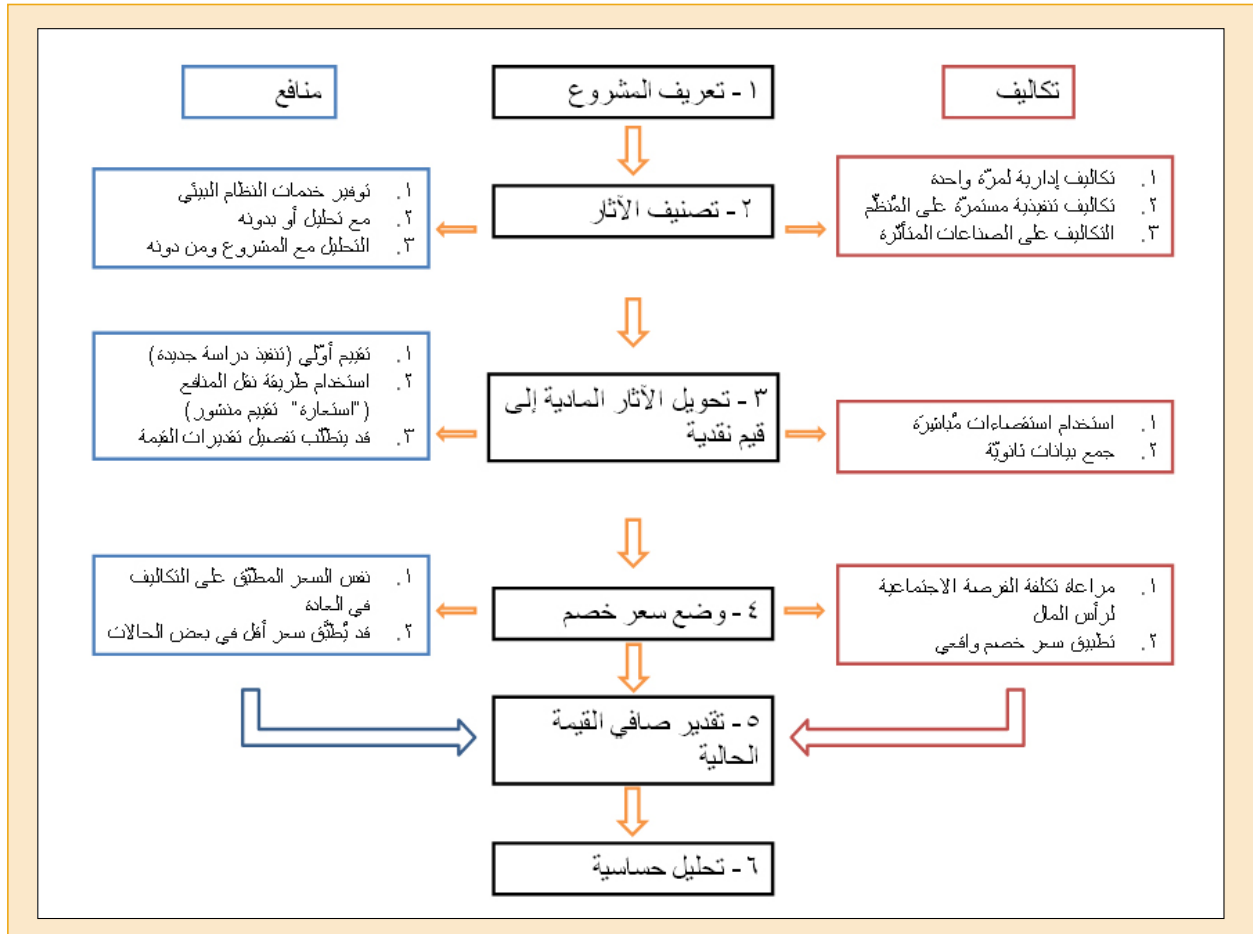 تكاليف
١ - تعريف المشروع
منافع
٢ - تصنيف الآثار
١. تكاليف إدارية لمرّة واحدة
٢. تكاليف تنفيذية مستمرّة على المُنظّم
٣. التكاليف على الصناعات المتأثّرة
١. توفير خدمات النظام البيئي
٢. مع تحليل أو بدونه
٣. التحليل مع المشروع ومن دونه
٣ - تحويل الآثار المادية إلى
قيم نقدية
١. استخدام استقصاءات مُباشِرَة
٢. جمع بيانات ثانويّة
١. تقييم أوّلي (تنفيذ دراسة جديدة)
٢. استخدام طريقة نقل المنافع
("استعارة" تقييم منشور)
٣. قد يتطلّب تفصيل تقديرات القيمة
٤ - وضع سعر خصم
١. مراعاة تكلفة الفرصة الاجتماعية
لرأس المال
٢. تطبيق سعر خصم واقعي
١. نفس السعر المطبّق على التكاليف
في العادة
٢. قد يُطبَّق سعر أقل في بعض الحالات
٥ - تقدير صافي القيمة
الحالية
٦ - تحليل حساسية